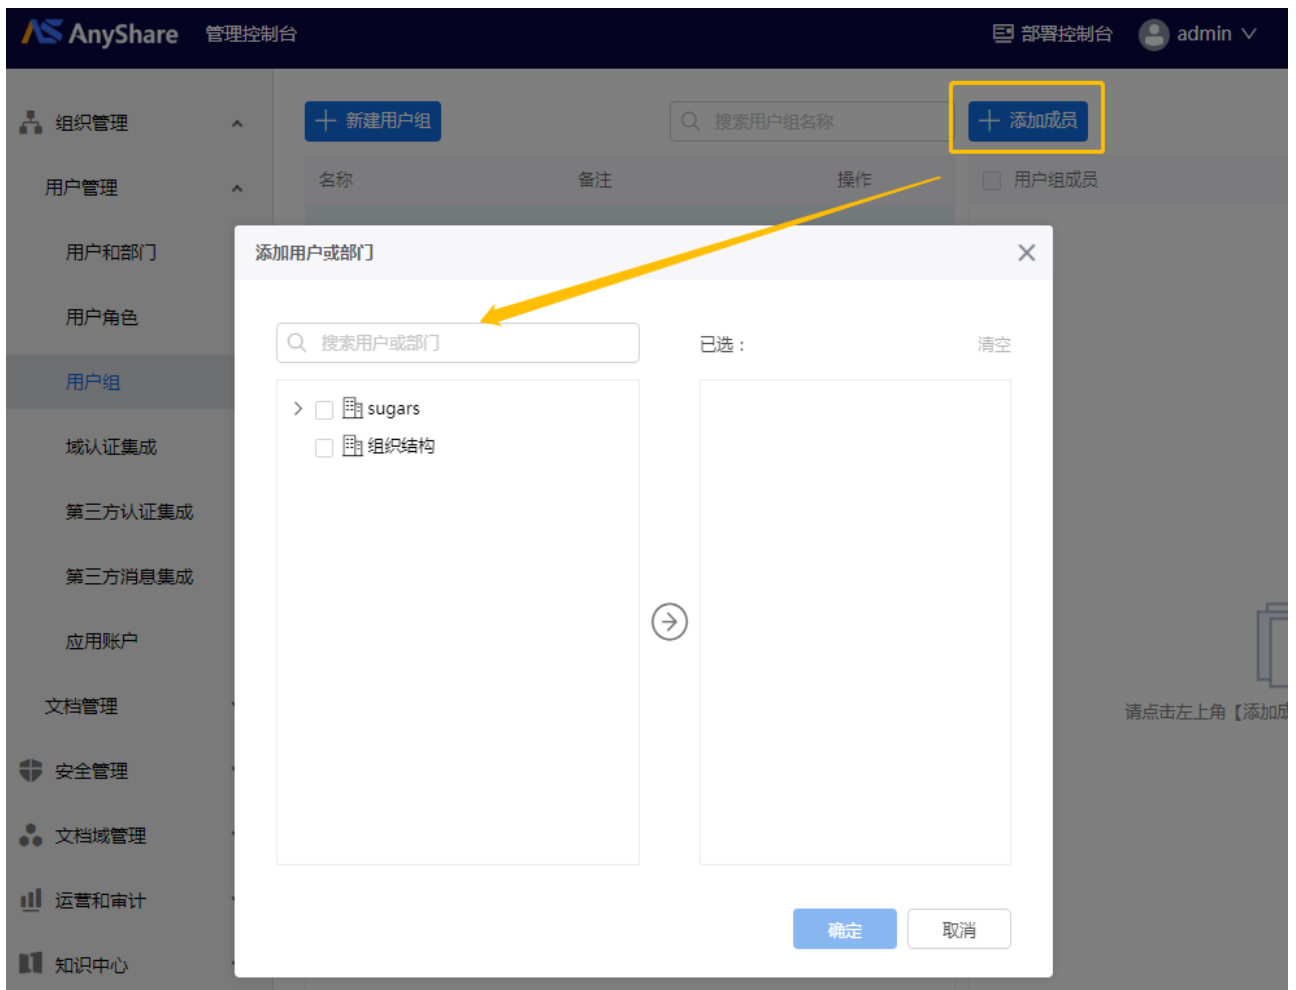 AnyShare 管理控制台 部署控制台 admin
组织管理
新建用户组
搜索用户组名称
添加成员
用户管理
名称 备注 操作 用户组成员
用户和部门
用户角色
用户组
域认证集成
第三方认证集成
第三方消息集成
应用账户
文档管理
安全管理
文档域管理
运营和审计
知识中心
添加用户或部门
搜索用户或部门
已选： 清空
sugars
组织结构
确定 取消
请点击左上角【添加成